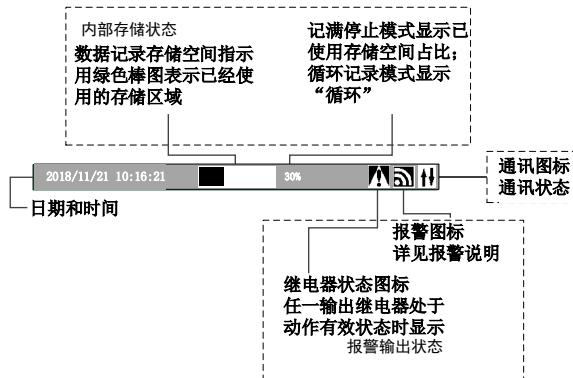 内部存储状态
数据记录存储空间指示
用绿色棒图表示已经使
用的存储区域
记满停止模式显示已
使用存储空间占比；
循环记录模式显示
“循环”
2018/11/21 10:16:21
30%
通讯图标
通讯状态
日期和时间
报警图标
详见报警说明
继电器状态图标
任一输出继电器处于
动作有效状态时显示
报警输出状态